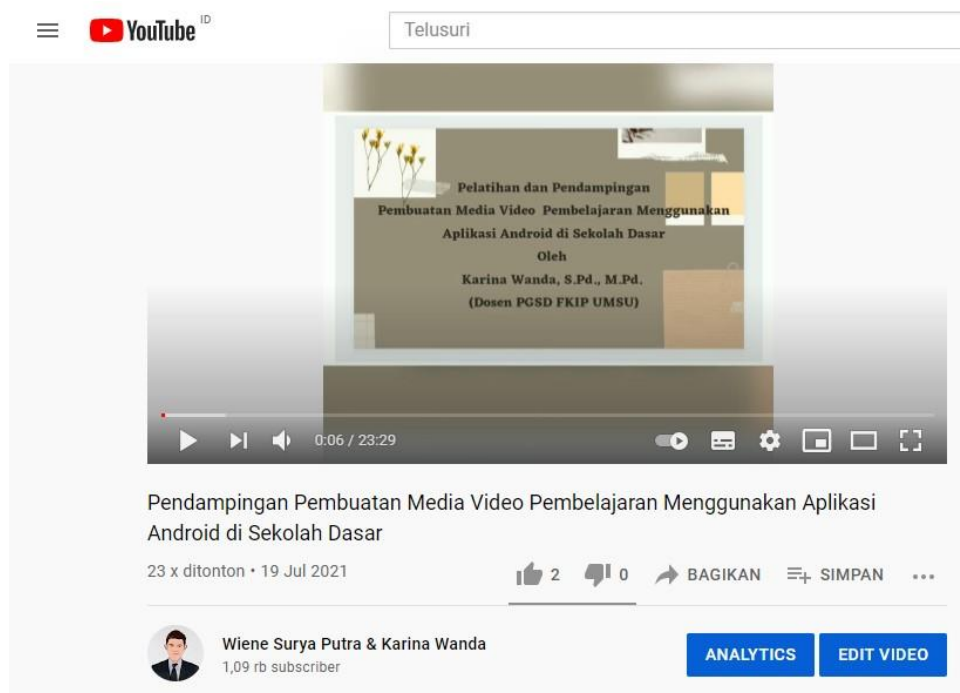 YouTube ID
Telusuri
Pelatihan dan Pendampingan
Pembuatan Media Video Pembelajaran Menggunakan
Aplikasi Android di Sekolah Dasar
Oleh
Karina Wanda, S.Pd., M.Pd.
(Dosen PGSD FKIP UMSU)
0:06 / 23:29
Pendampingan Pembuatan Media Video Pembelajaran Menggunakan Aplikasi
Android di Sekolah Dasar
23 x ditonton • 19 Jul 2021
2
0
BAGIKAN
SIMPAN
Wiene Surya Putra & Karina Wanda
1,09 rb subscriber
ANALYTICS
EDIT VIDEO